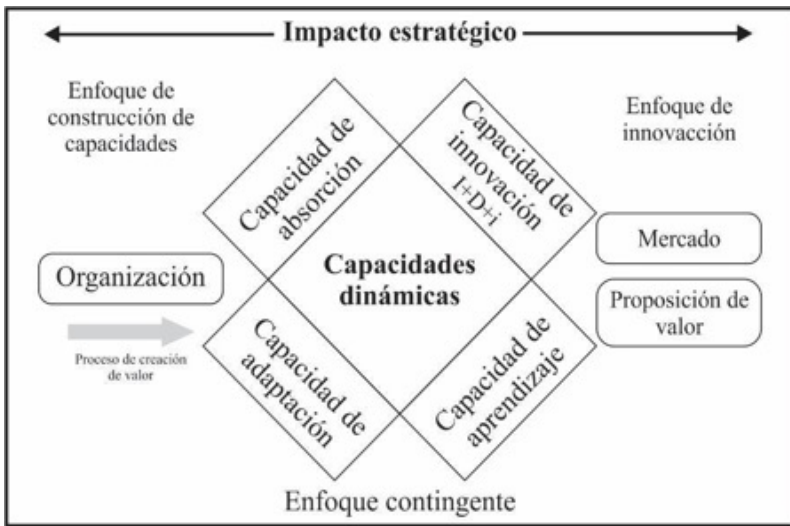 Impacto estratégico
Enfoque de
construcción de
capacidades
Capacidad de
absorción
Capacidad de
innovación
I+D+i
Enfoque de
innovacción
Organización
Capacidades
dinámicas
Mercado
Proposición de
valor
Proceso de creación
de valor
Capacidad de
adaptación
Capacidad de
aprendizaje
Enfoque contingente